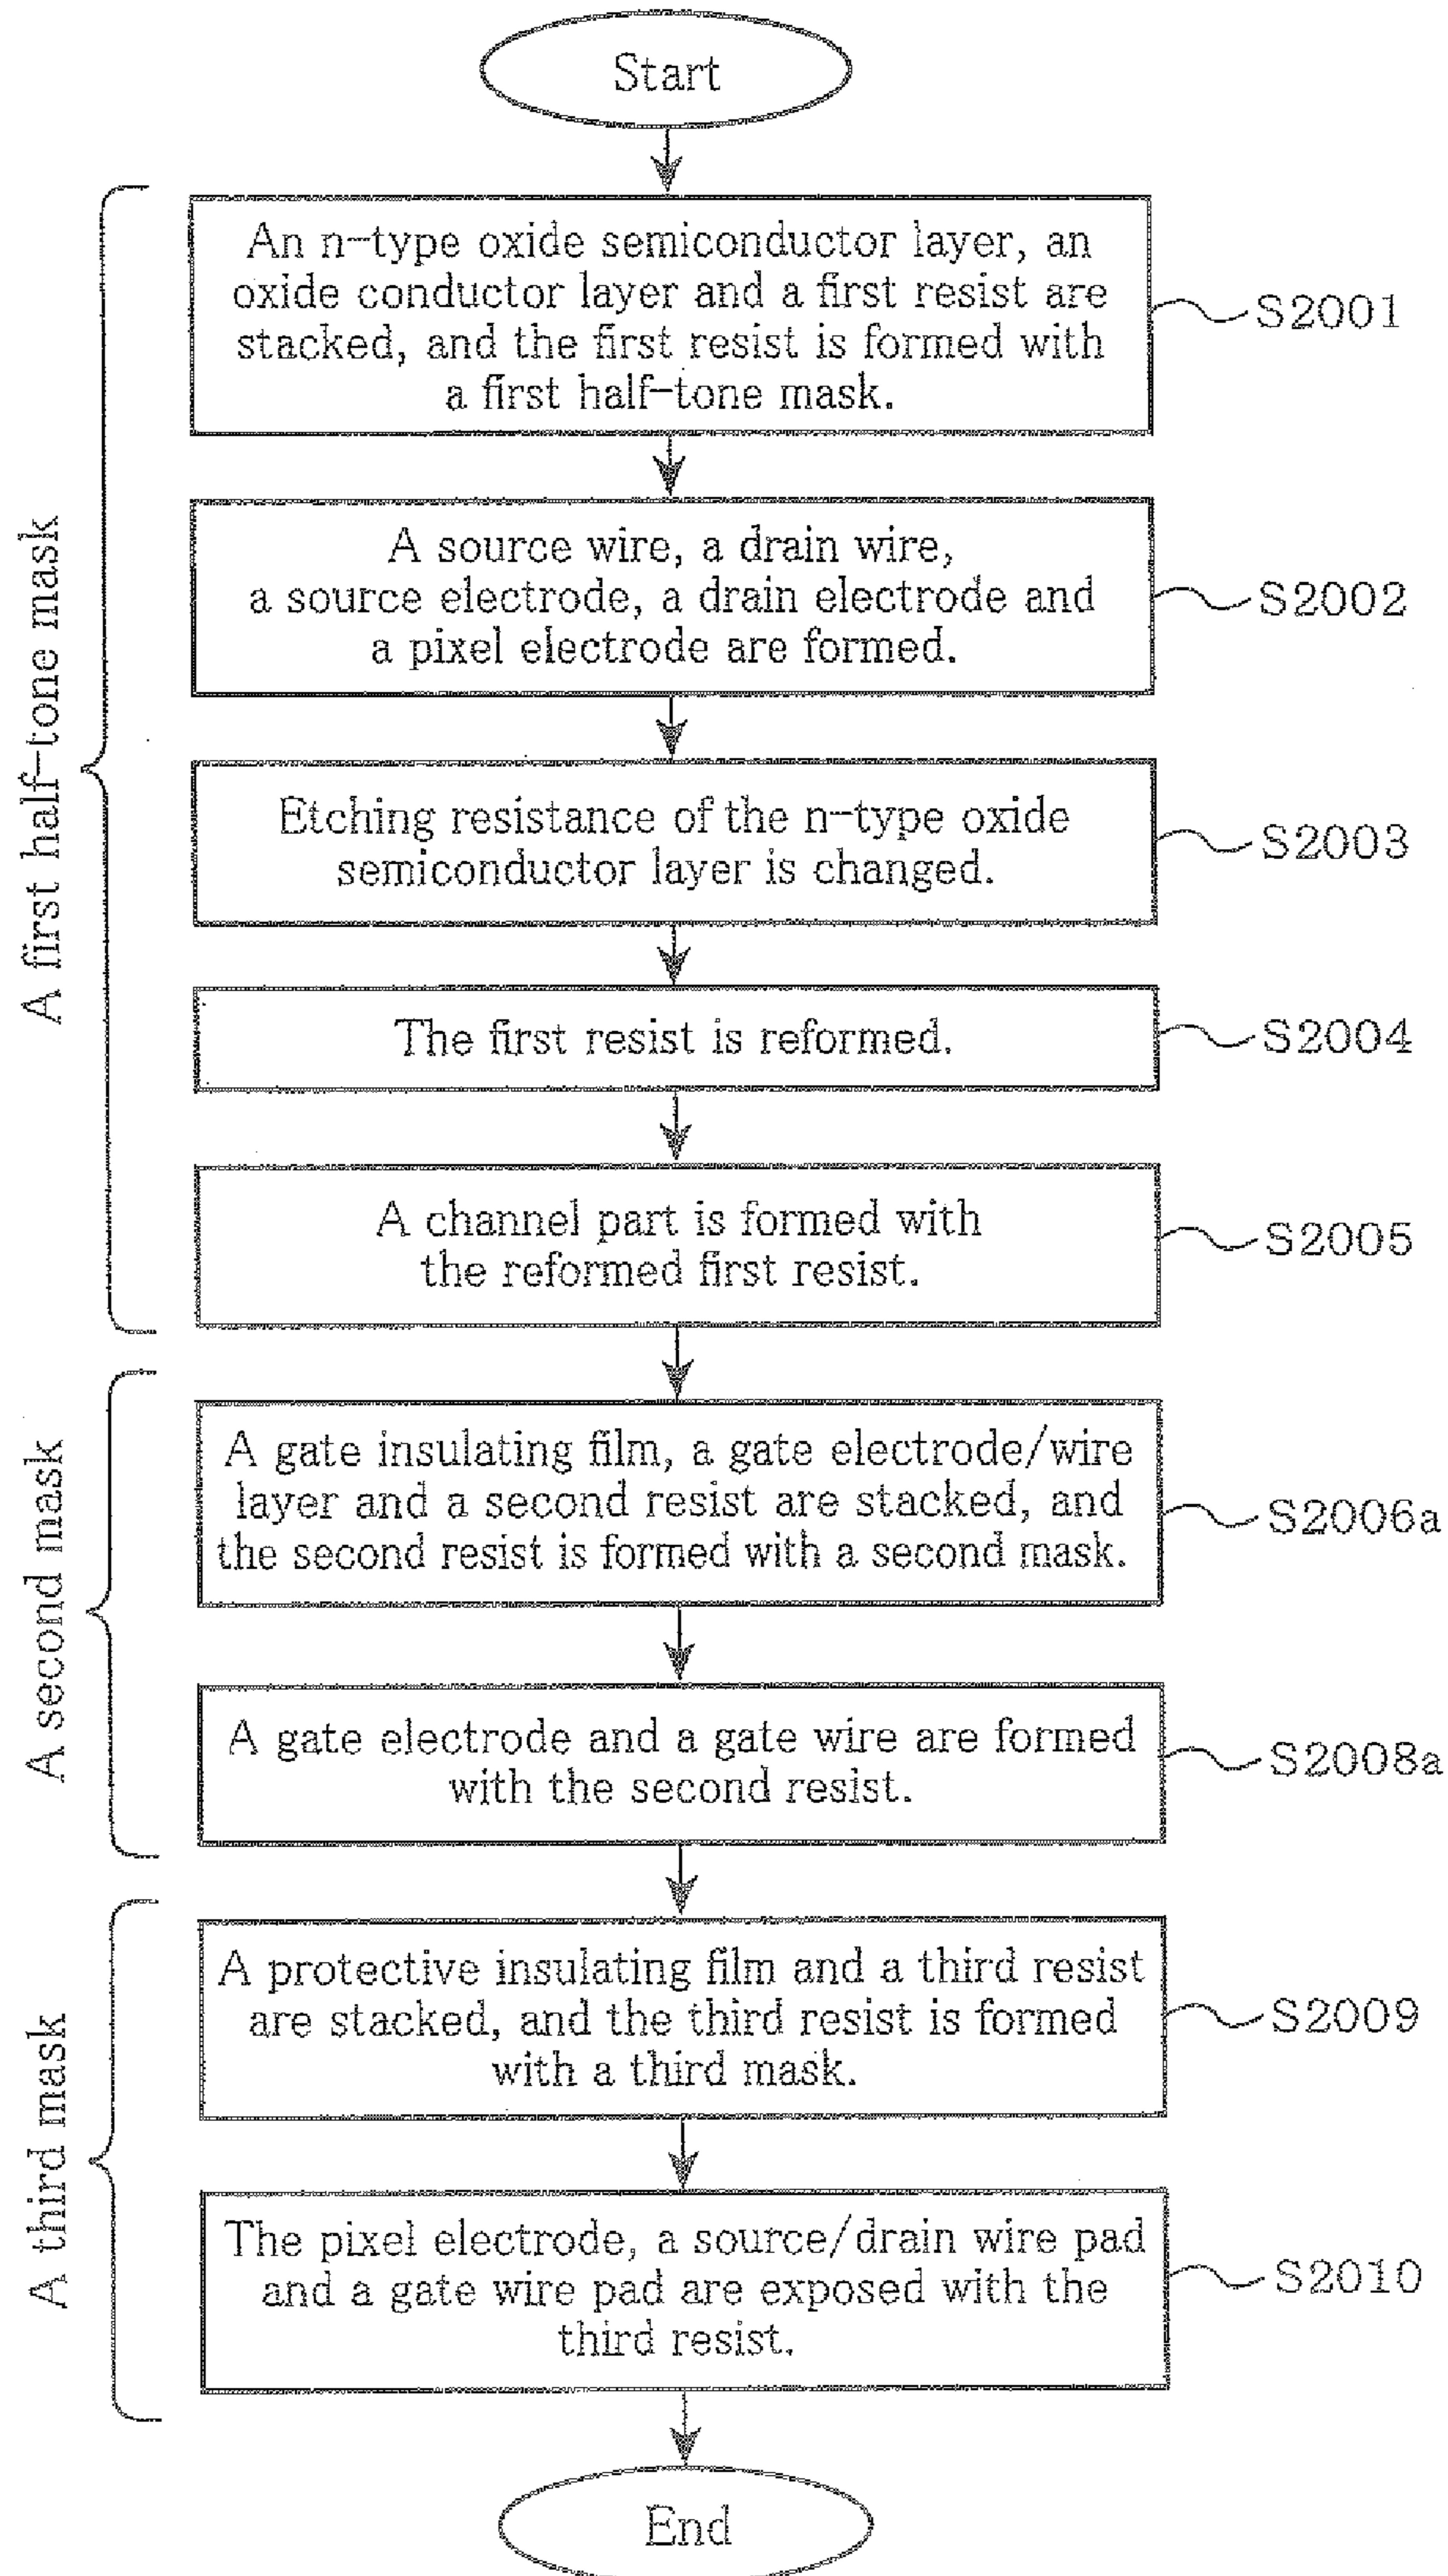 Start
A first half-tone mask
An n-type oxide semiconductor layer, an
oxide conductor layer and a first resist are
stacked, and the first resist is formed with
a first half-tone mask.
S2001
A source wire, a drain wire,
a source electrode, a drain electrode and
a pixel electrode are formed.
S2002
Etching resistance of the n-type oxide
semiconductor layer is changed.
S2003
The first resist is reformed.
S2004
A channel part is formed with
the reformed first resist.
S2005
A second mask
A gate insulating film, a gate electrode/wire
layer and a second resist are stacked, and
the second resist is formed with a second mask.
S2006a
A gate electrode and a gate wire are formed
with the second resist.
S2008a
A third mask
A protective insulating film and a third resist
are stacked, and the third resist is formed
with a third mask.
S2009
The pixel electrode, a source/drain wire pad
and a gate wire pad are exposed with the
third resist.
S2010
End